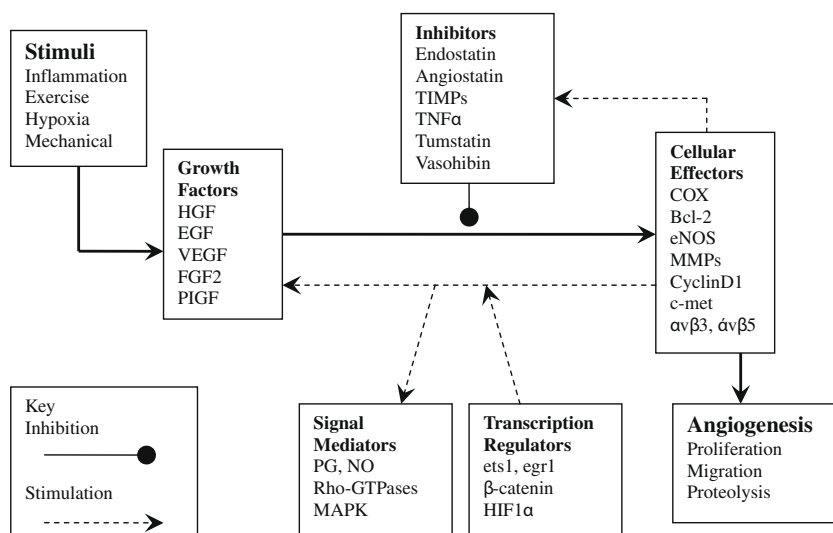 Stimuli
Inflammation
Exercise
Hypoxia
Mechanical
Growth
Factors
HGF
EGF
VEGF
FGF2
PIGF
Inhibitors
Endostatin
Angiostatin
TIMPs
TNFα
Tumstatin
Vasohibin
Cellular
Effectors
COX
Bcl-2
eNOS
MMPs
CyclinD1
c-met
αvβ3, άvβ5
Key
Inhibition
Stimulation
Signal
Mediators
PG, NO
Rho-GTPases
MAPK
Transcription
Regulators
ets1, egr1
β-catenin
HIF1α
Angiogenesis
Proliferation
Migration
Proteolysis